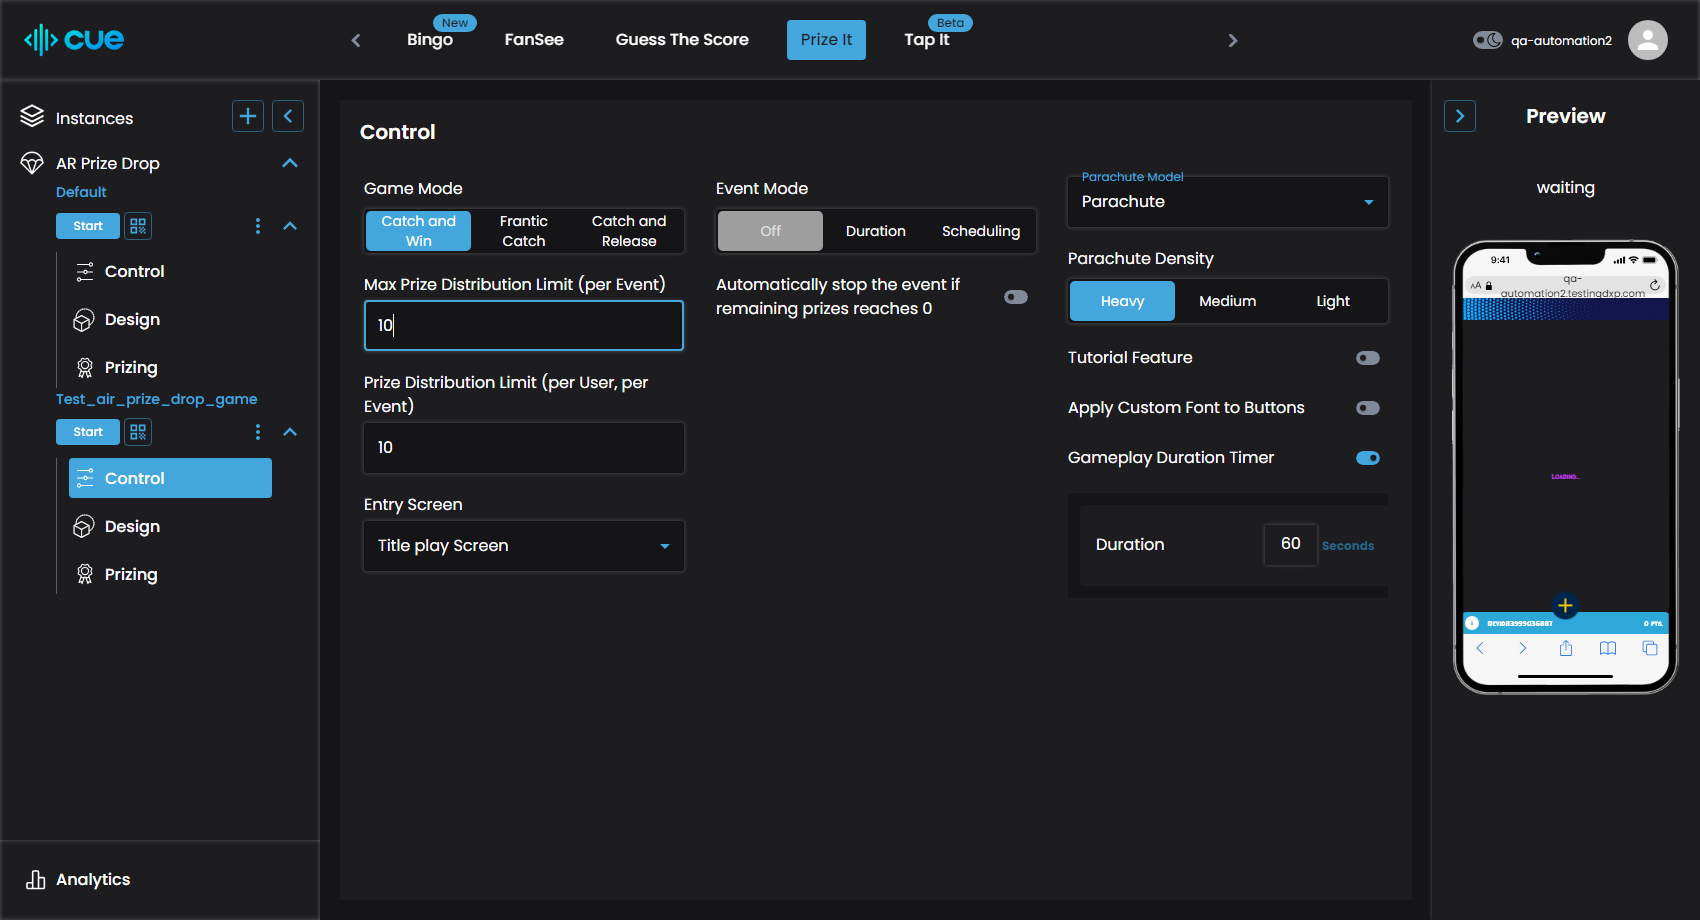 cue
Bingo
New
FanSee
Guess The Score
Prize It
Tap It
Beta
qa-automation2
Instances
AR Prize Drop
Default
Start
Control
Design
Prizing
Test_air_prize_drop_game
Start
Control
Design
Prizing
Analytics
Control
Game Mode
Catch and
Win
Frantic
Catch
Catch and
Release
Max Prize Distribution Limit (per Event)
10
Prize Distribution Limit (per User, per
Event)
10
Entry Screen
Title play Screen
Event Mode
Off
Duration
Scheduling
Automatically stop the event if
remaining prizes reaches 0
Parachute Model
Parachute
Parachute Density
Heavy
Medium
Light
Tutorial Feature
Apply Custom Font to Buttons
Gameplay Duration Timer
Duration
60
Seconds
Preview
waiting
9:41
AA
qa-
automation2.testingdxp.com
Loading...
0 PTS.